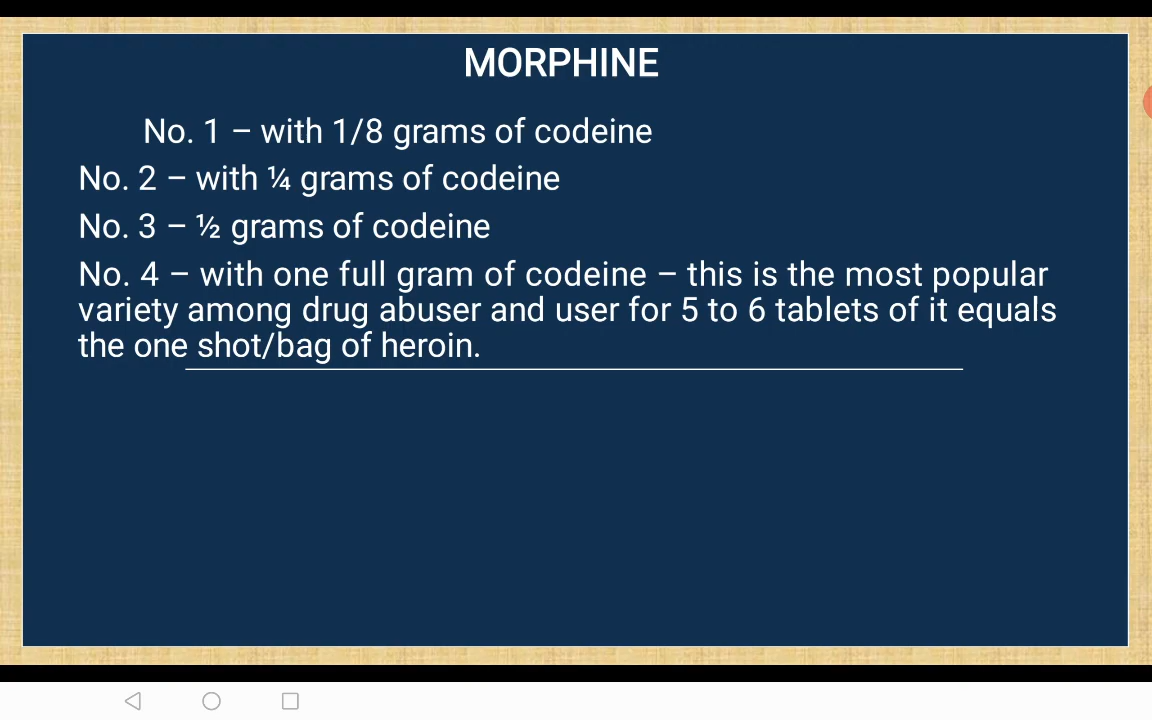 MORPHINE
No. 1 – with 1/8 grams of codeine
No. 2 – with ¼ grams of codeine
No. 3 – ½ grams of codeine
No. 4 – with one full gram of codeine – this is the most popular
variety among drug abuser and user for 5 to 6 tablets of it equals
the one shot/bag of heroin.